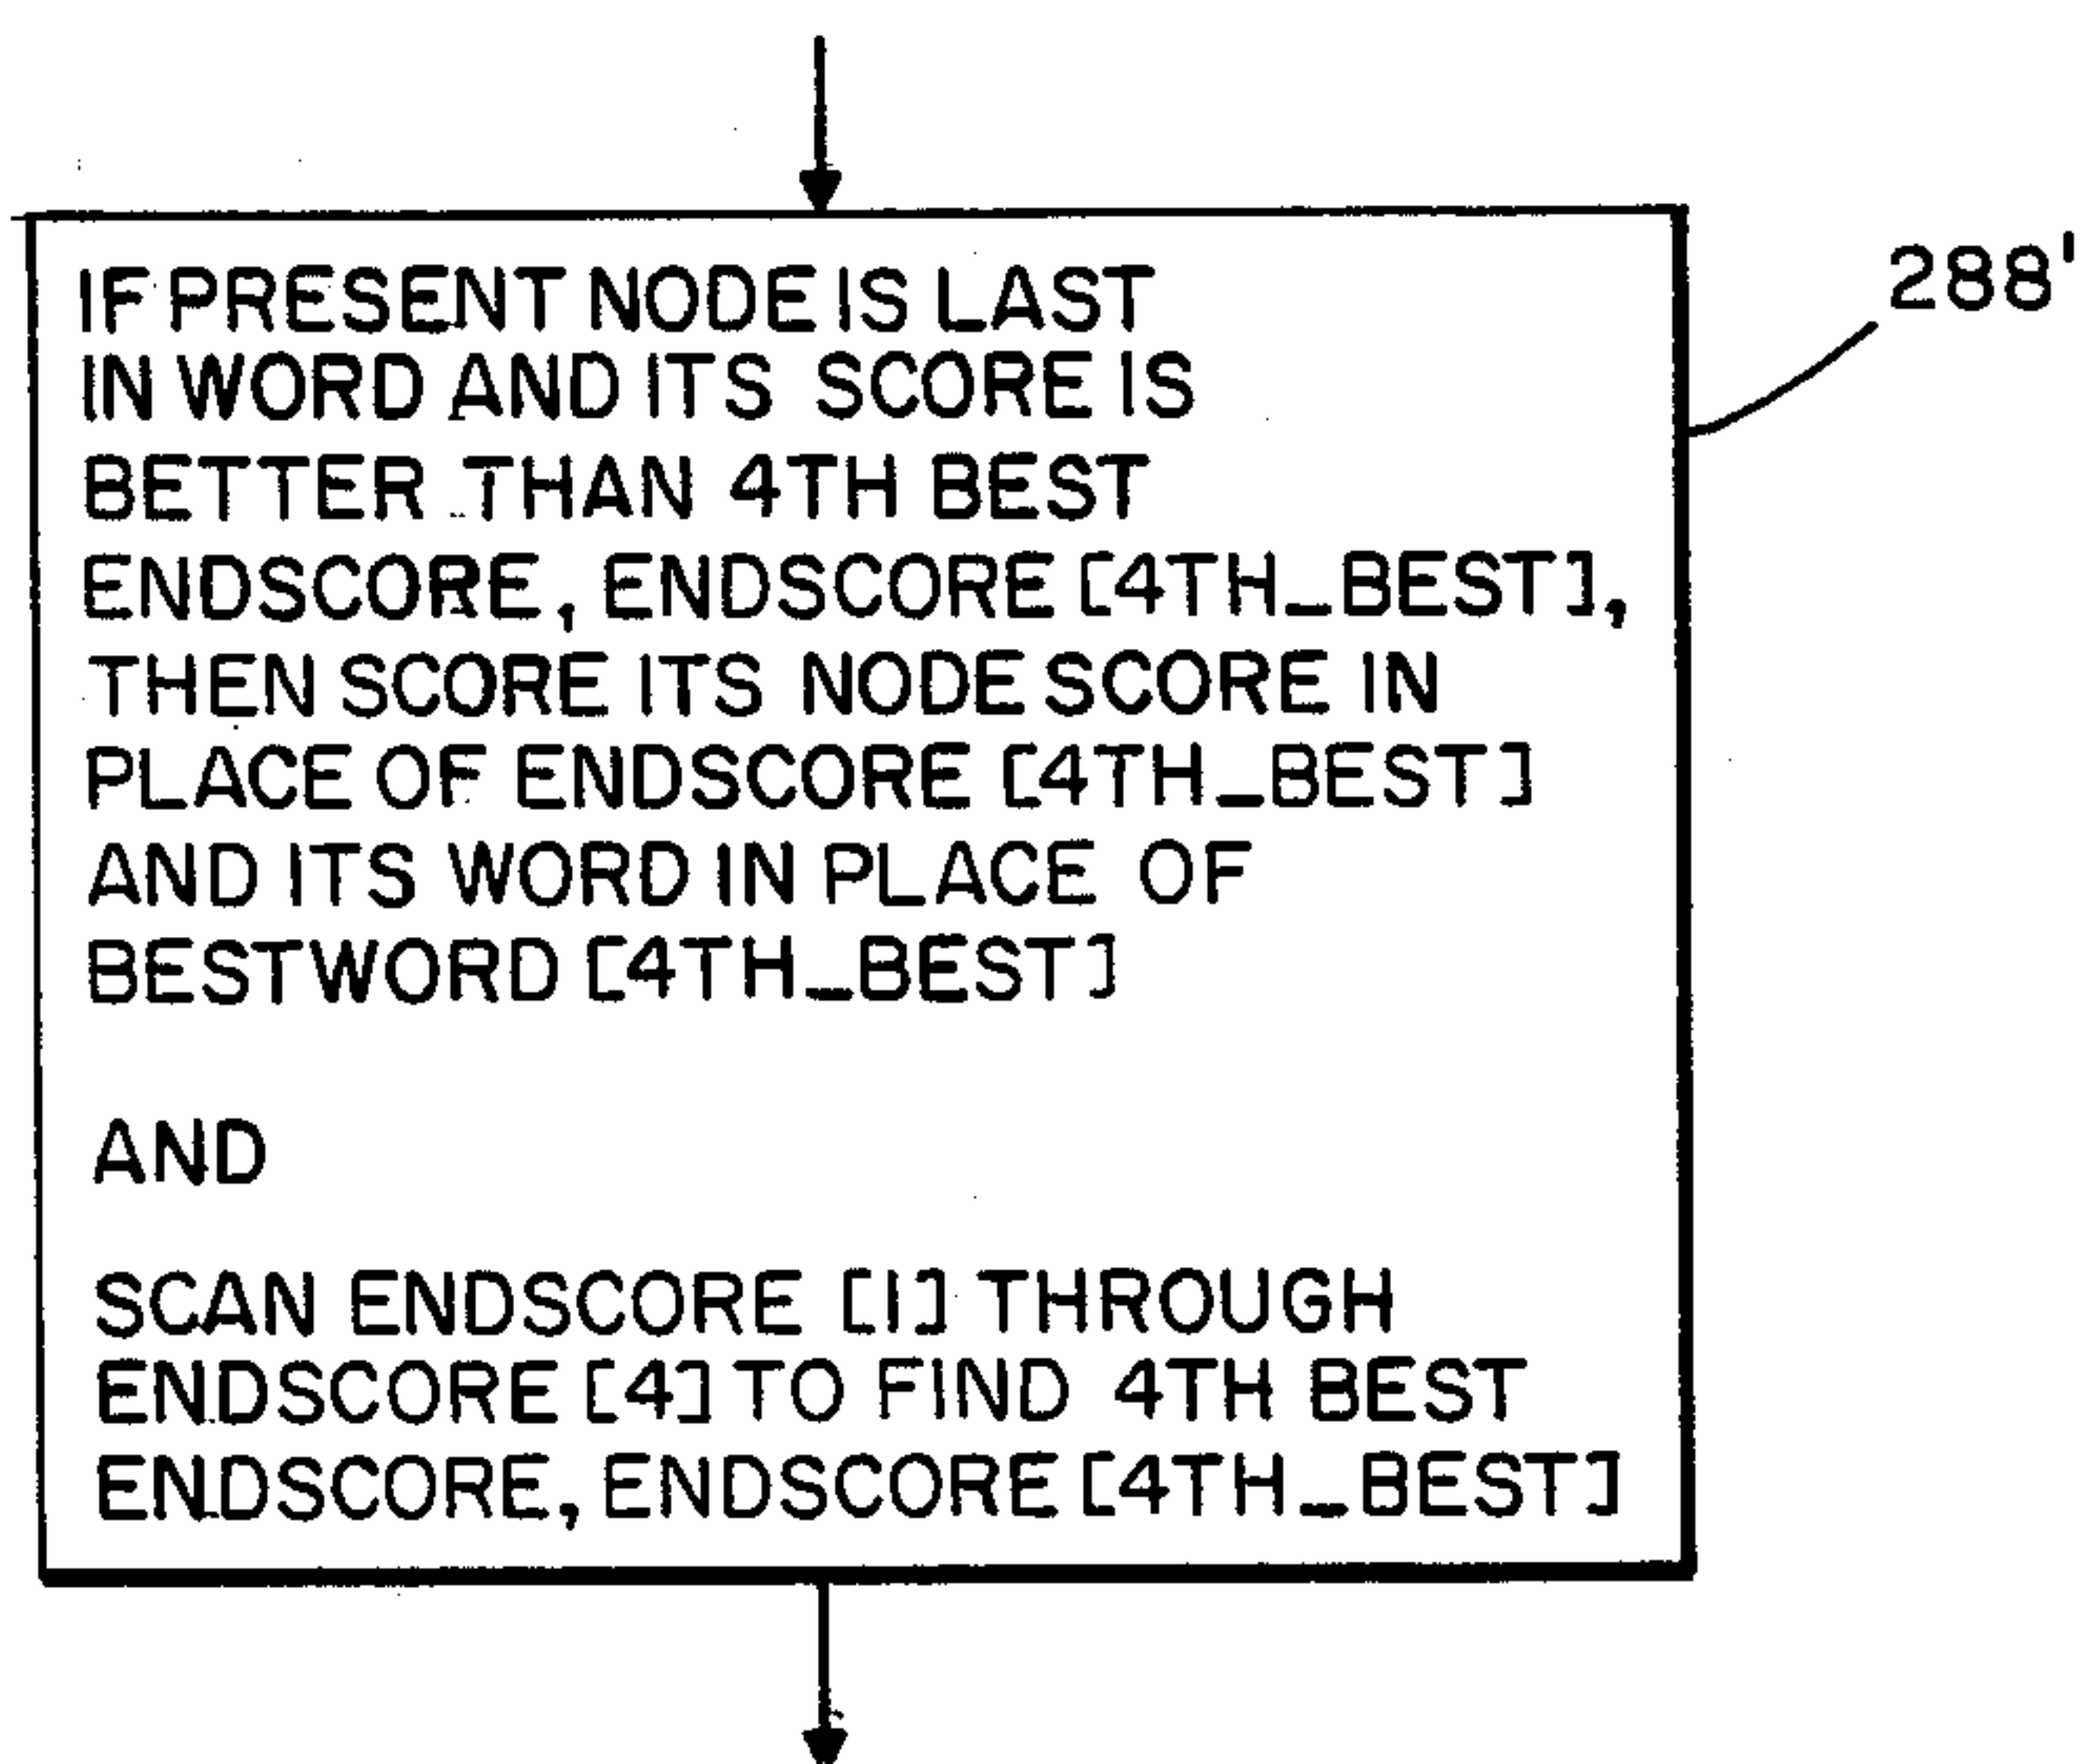 IF PRESENT NODE IS LAST
IN WORD AND ITS SCORE IS
BETTER THAN 4TH BEST
ENDSCORE, ENDSCORE [4TH_BEST],
THEN SCORE ITS NODE SCORE IN
PLACE OF ENDSCORE [4TH_BEST]
AND ITS WORD IN PLACE OF
BESTWORD [4TH_BEST]
AND
SCAN ENDSCORE [1] THROUGH
ENDSCORE [4] TO FIND 4TH BEST
ENDSCORE, ENDSCORE [4TH_BEST]
288'